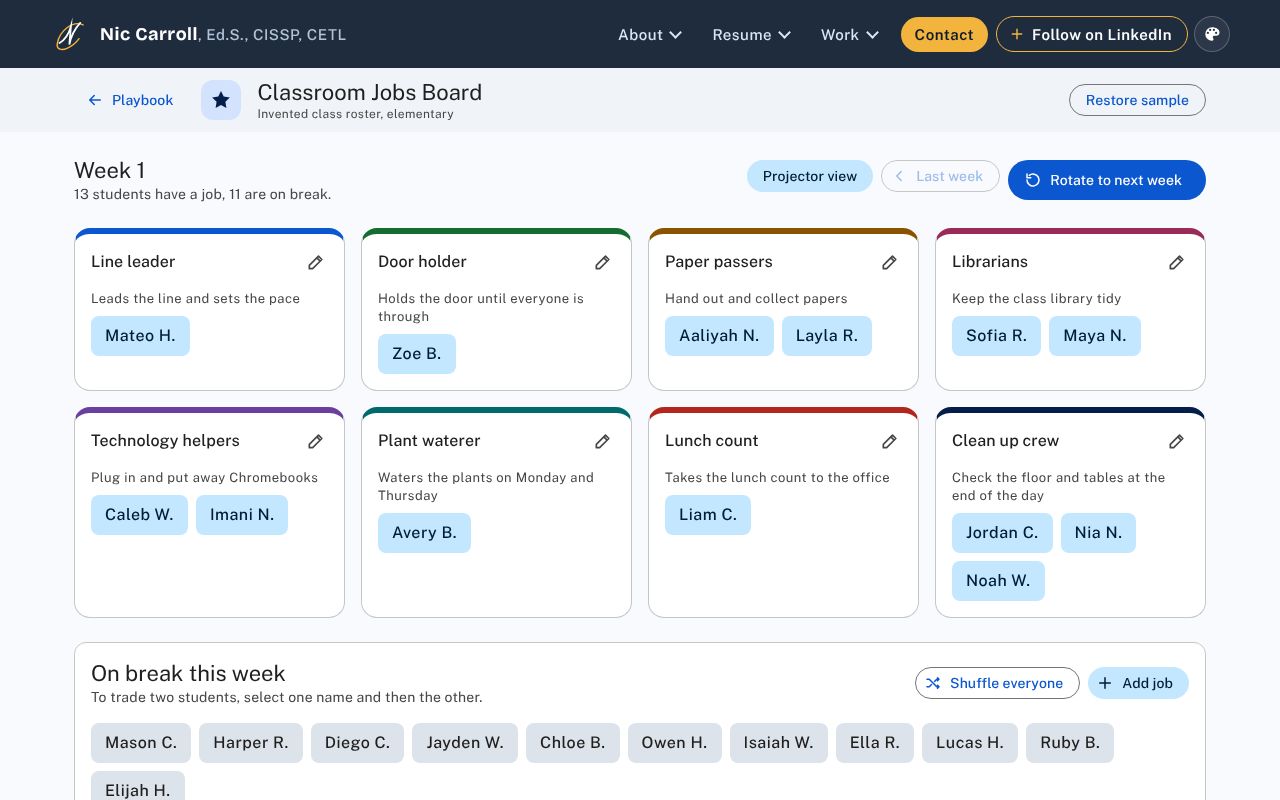 Nic Carroll, Ed.S., CISSP, CETL
About
Resume
Work
Contact
Follow on LinkedIn
Playbook
Classroom Jobs Board
Invented class roster, elementary
Restore sample
Week 1
13 students have a job, 11 are on break.
Projector view
Last week
Rotate to next week
Line leader
Leads the line and sets the pace
Mateo H.
Door holder
Holds the door until everyone is
through
Zoe B.
Paper passers
Hand out and collect papers
Aaliyah N. Layla R.
Librarians
Keep the class library tidy
Sofia R. Maya N.
Technology helpers
Plug in and put away Chromebooks
Caleb W. Imani N.
Plant waterer
Waters the plants on Monday and
Thursday
Avery B.
Lunch count
Takes the lunch count to the office
Liam C.
Clean up crew
Check the floor and tables at the
end of the day
Jordan C. Nia N.
Noah W.
On break this week
To trade two students, select one name and then the other.
Shuffle everyone
Add job
Mason C. Harper R. Diego C. Jayden W. Chloe B. Owen H. Isaiah W. Ella R. Lucas H. Ruby B.
Elijah H.